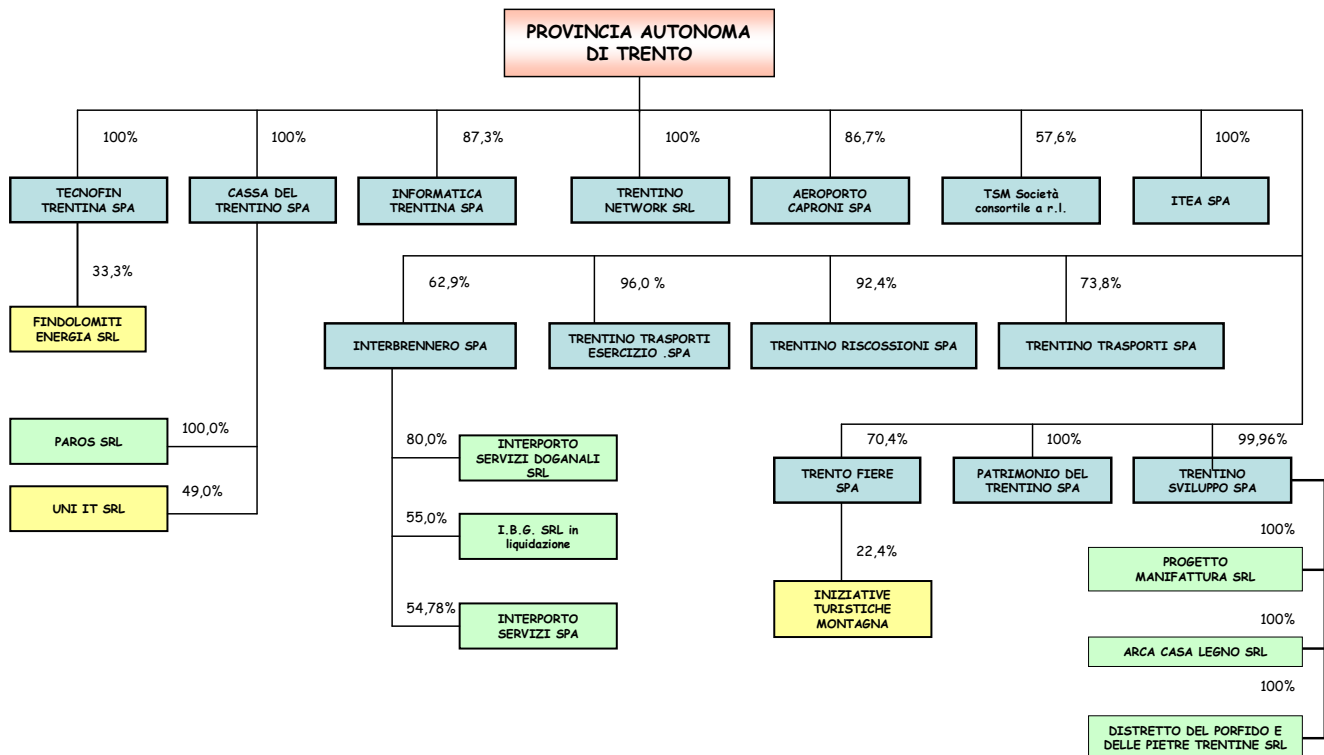 PROVINCIA AUTONOMA
DI TRENTO
100%
100%
87,3%
100%
86,7%
57,6%
100%
TECNOFIN
TRENTINA SPA
CASSA DEL
TRENTINO SPA
INFORMATICA
TRENTINA SPA
TRENTINO
NETWORK SRL
AEROPORTO
CAPRONI SPA
TSM Società
consortile a r.l.
ITEA SPA
33,3%
62,9%
96,0 %
92,4%
73,8%
FINDOLOMITI
ENERGIA SRL
INTERBRENNERO SPA
TRENTINO TRASPORTI
ESERCIZIO .SPA
TRENTINO RISCOSSIONI SPA
TRENTINO TRASPORTI SPA
100,0%
PAROS SRL
49,0%
UNI IT SRL
80,0%
INTERPORTO
SERVIZI DOGANALI
SRL
55,0%
I.B.G. SRL in
liquidazione
54,78%
INTERPORTO
SERVIZI SPA
70,4%
100%
99,96%
TRENTO FIERE
SPA
PATRIMONIO DEL
TRENTINO SPA
TRENTINO
SVILUPPO SPA
22,4%
INIZIATIVE
TURISTICHE
MONTAGNA
100%
PROGETTO
MANIFATTURA SRL
100%
ARCA CASA LEGNO SRL
100%
DISTRETTO DEL PORFIDO E
DELLE PIETRE TRENTINE SRL